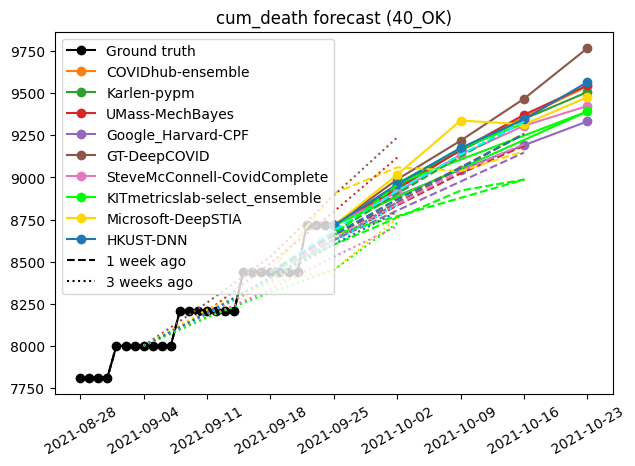 cum_death forecast (40_OK)
9750
9500
9250
9000
8750
8500
8250
8000
7750
Ground truth
COVIDhub-ensemble
Karlen-pypm
UMass-MechBayes
Google_Harvard-CPF
GT-DeepCOVID
SteveMcConnell-CovidComplete
KITmetricslab-select_ensemble
Microsoft-DeepSTIA
HKUST-DNN
1 week ago
3 weeks ago
2021-08-28
2021-09-04
2021-09-11
2021-09-18
2021-09-25
2021-10-02
2021-10-09
2021-10-16
2021-10-23